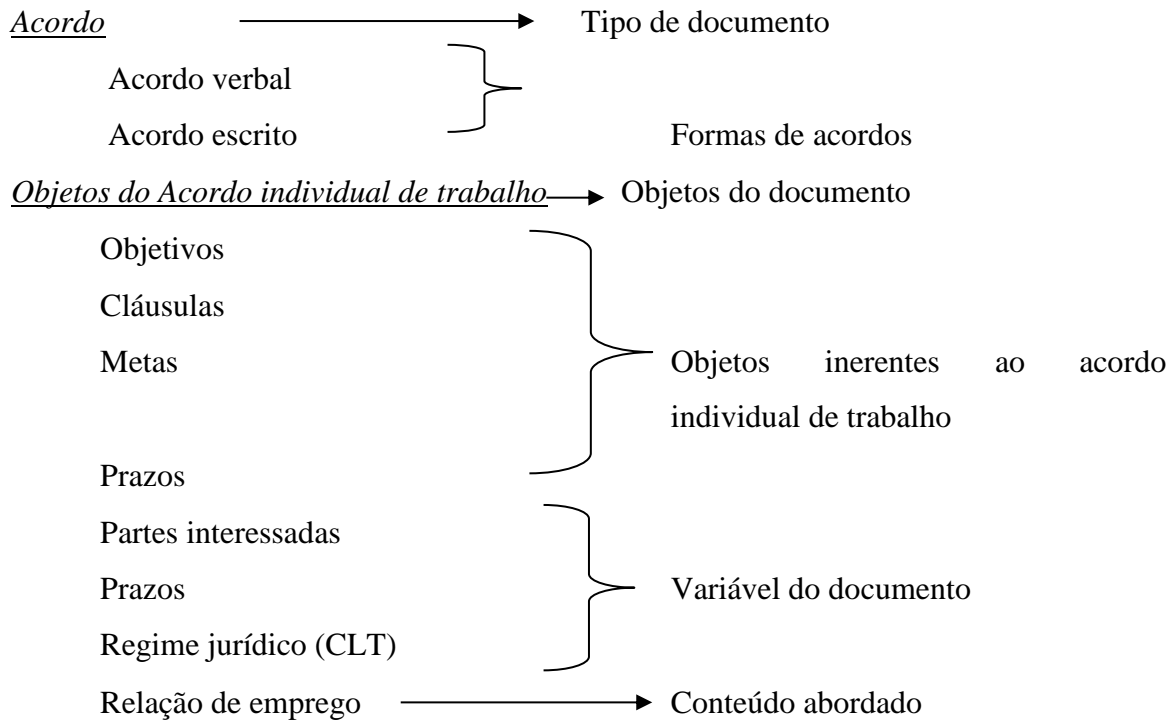 Acordo Tipo de documento
Acordo verbal
Acordo escrito Formas de acordos
Objetos do Acordo individual de trabalho Objetos do documento
Objetivos
Cláusulas
Metas Objetos inerentes ao acordo
individual de trabalho
Prazos
Partes interessadas
Prazos Variável do documento
Regime jurídico (CLT)
Relação de emprego Conteúdo abordado